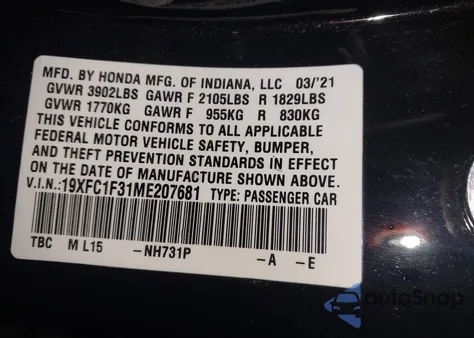 MFD. BY HONDA MFG. OF INDIANA, LLC 03/'21
GVWR 3902LBS GAWR F 2105LBS R 1829LBS
GVWR 1770KG GAWR F 955KG R 830KG
THIS VEHICLE CONFORMS TO ALL APPLICABLE
FEDERAL MOTOR VEHICLE SAFETY, BUMPER,
AND THEFT PREVENTION STANDARDS IN EFFECT
ON THE DATE OF MANUFACTURE SHOWN ABOVE.
V.I.N.: 19XFC1F31ME207681 TYPE: PASSENGER CAR
TBC M L15 -NH731P -A -E
autoSnap